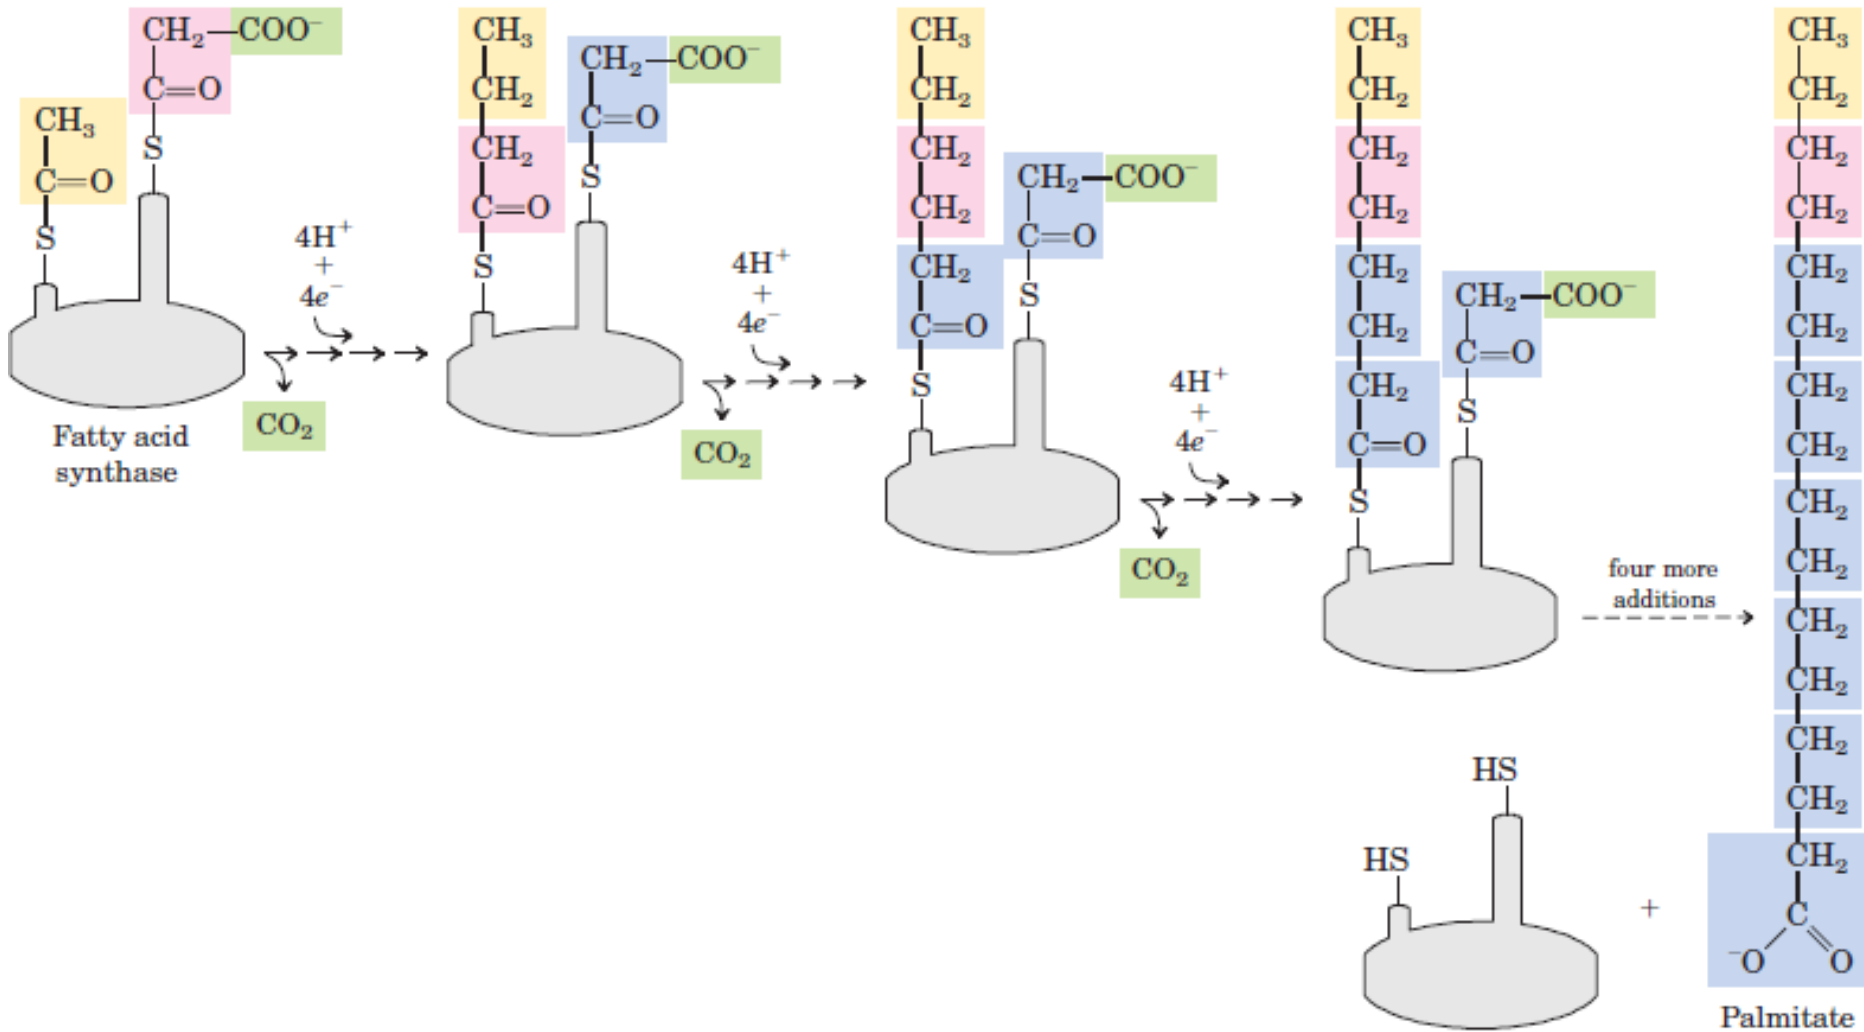 CH₂—COO⁻
C=O
S
CH₃
C=O
S
Fatty acid
synthase
4H⁺
+
4e⁻
CO₂
CH₃
CH₂
CH₂
C=O
S
CH₂—COO⁻
C=O
S
4H⁺
+
4e⁻
CO₂
CH₃
CH₂
CH₂
CH₂
CH₂
C=O
S
CH₂—COO⁻
C=O
S
4H⁺
+
4e⁻
CO₂
CH₃
CH₂
CH₂
CH₂
CH₂
CH₂
CH₂
C=O
S
CH₂—COO⁻
C=O
S
four more
additions
HS
HS
+
CH₃
CH₂
CH₂
CH₂
CH₂
CH₂
CH₂
CH₂
CH₂
CH₂
CH₂
CH₂
CH₂
CH₂
CH₂
C
⁻O O
Palmitate